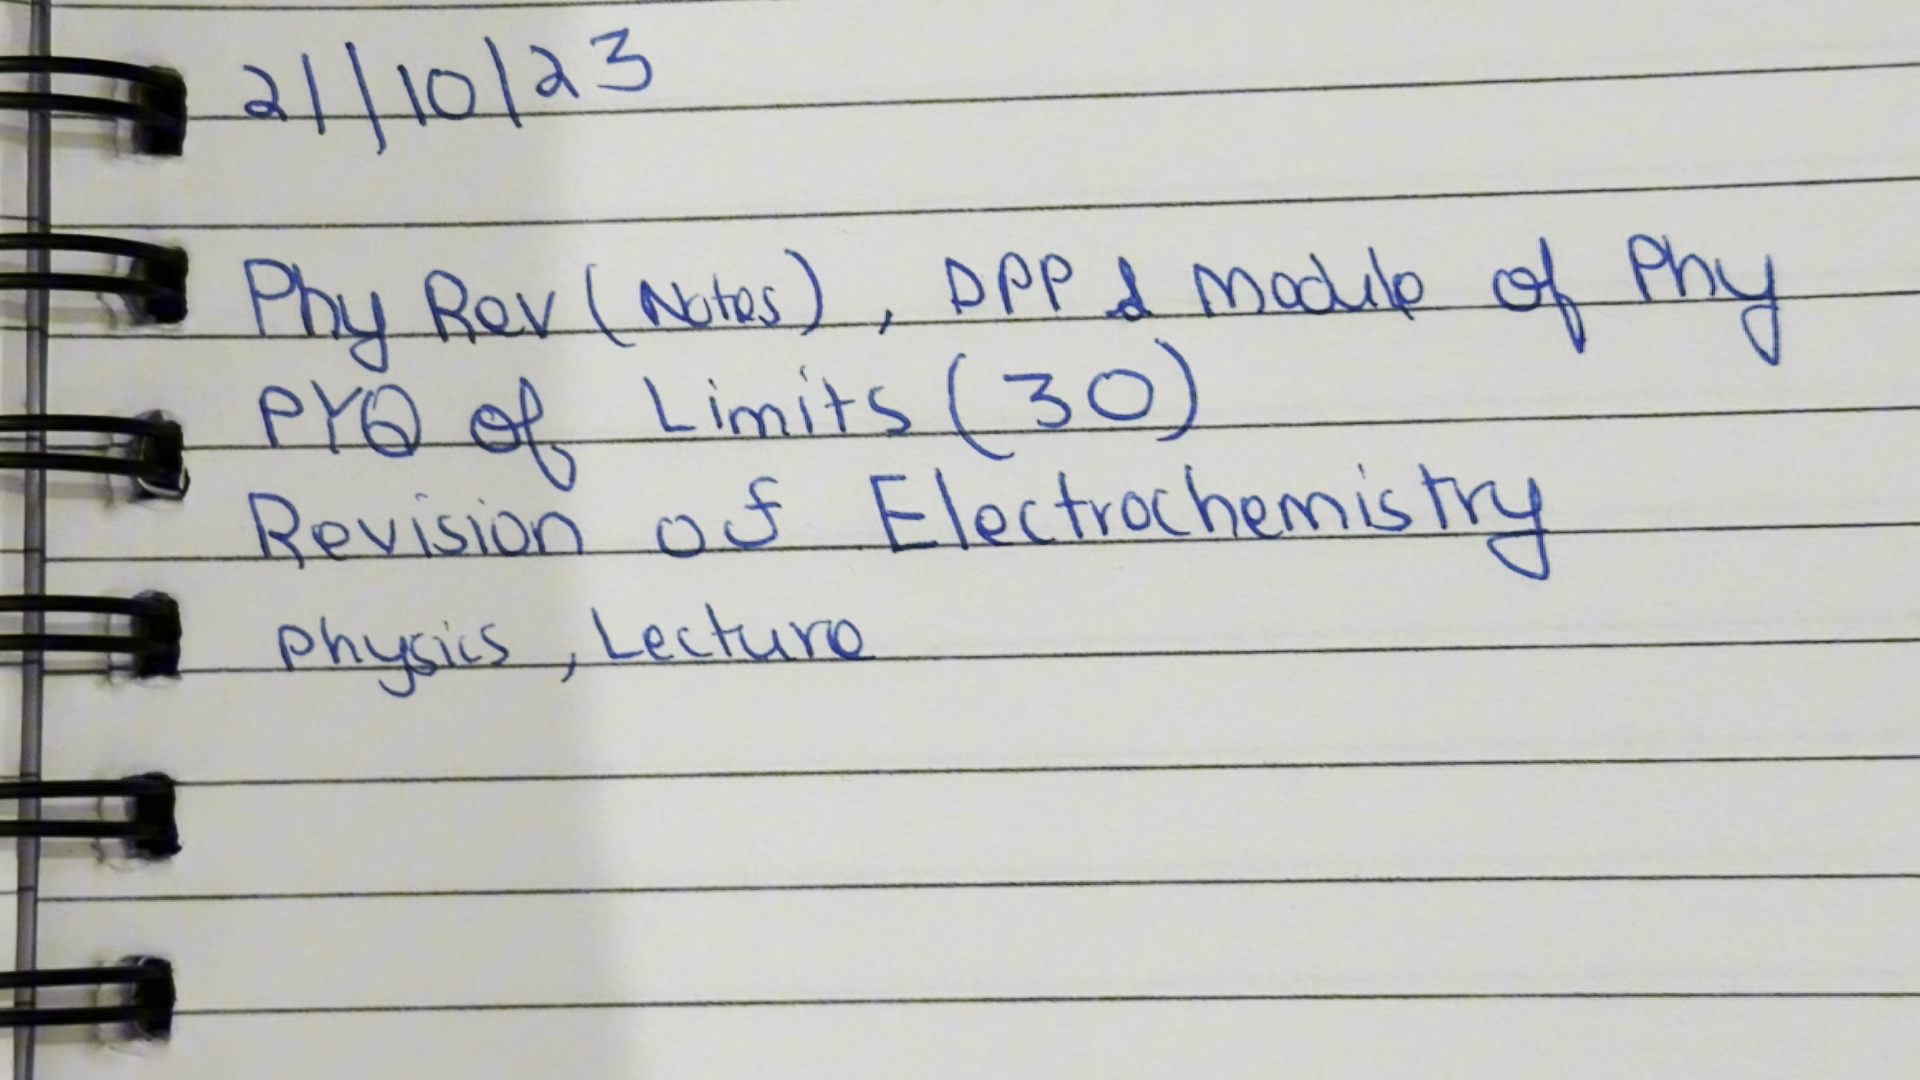 21/10/23
Phy Rev (Notes), DPP & Module of Phy
PYQ of Limits (30)
Revision of Electrochemistry
Physics, Lecture